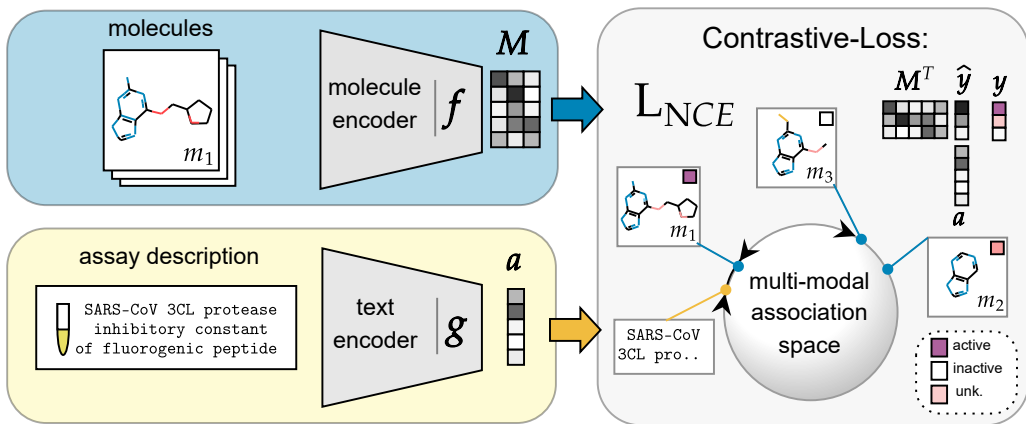 molecules
m1
molecule
encoder
f
M
assay description
SARS-CoV 3CL protease
inhibitory constant
of fluorogenic peptide
text
encoder
g
a
Contrastive-Loss:
LNCE
M^T ŷ y
a
m3
m1
m2
multi-modal
association
space
SARS-CoV
3CL pro..
active
inactive
unk.